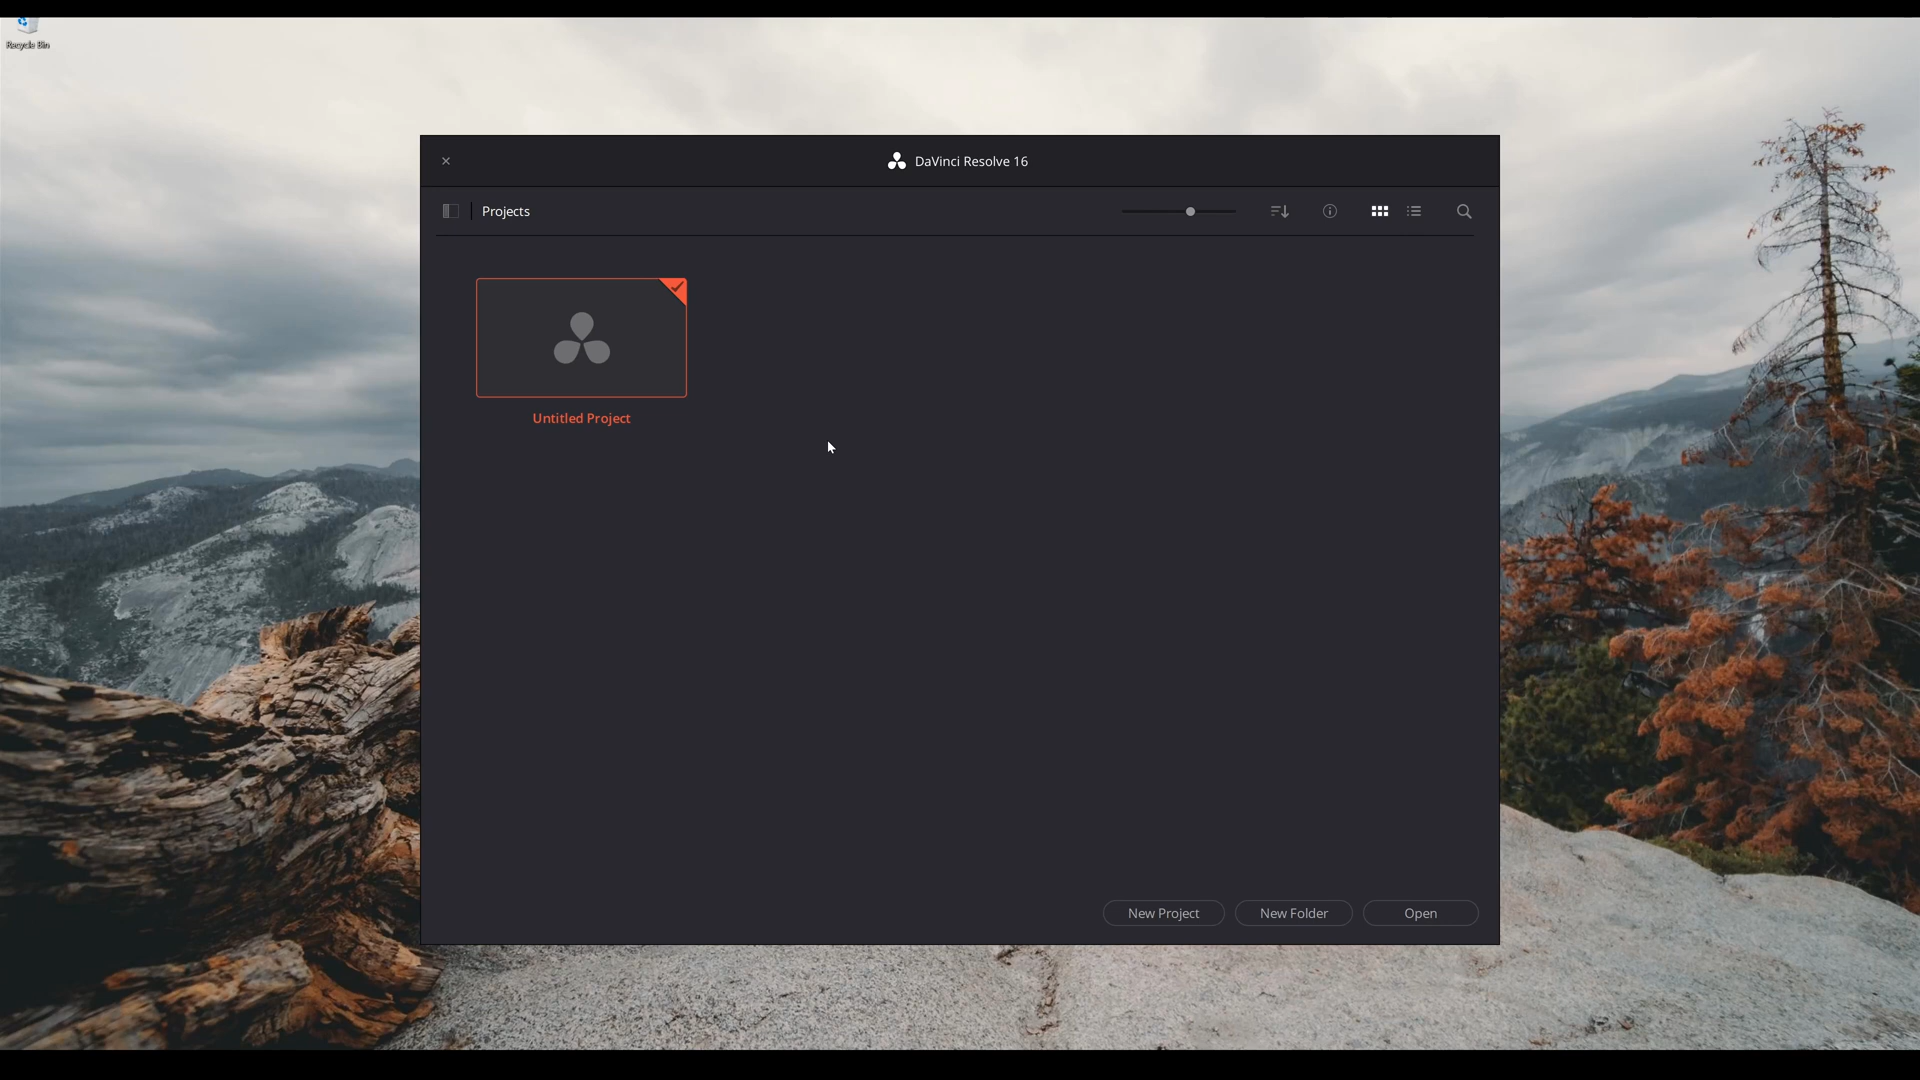 Recycle Bin
DaVinci Resolve 16
Projects
Untitled Project
New Project
New Folder
Open